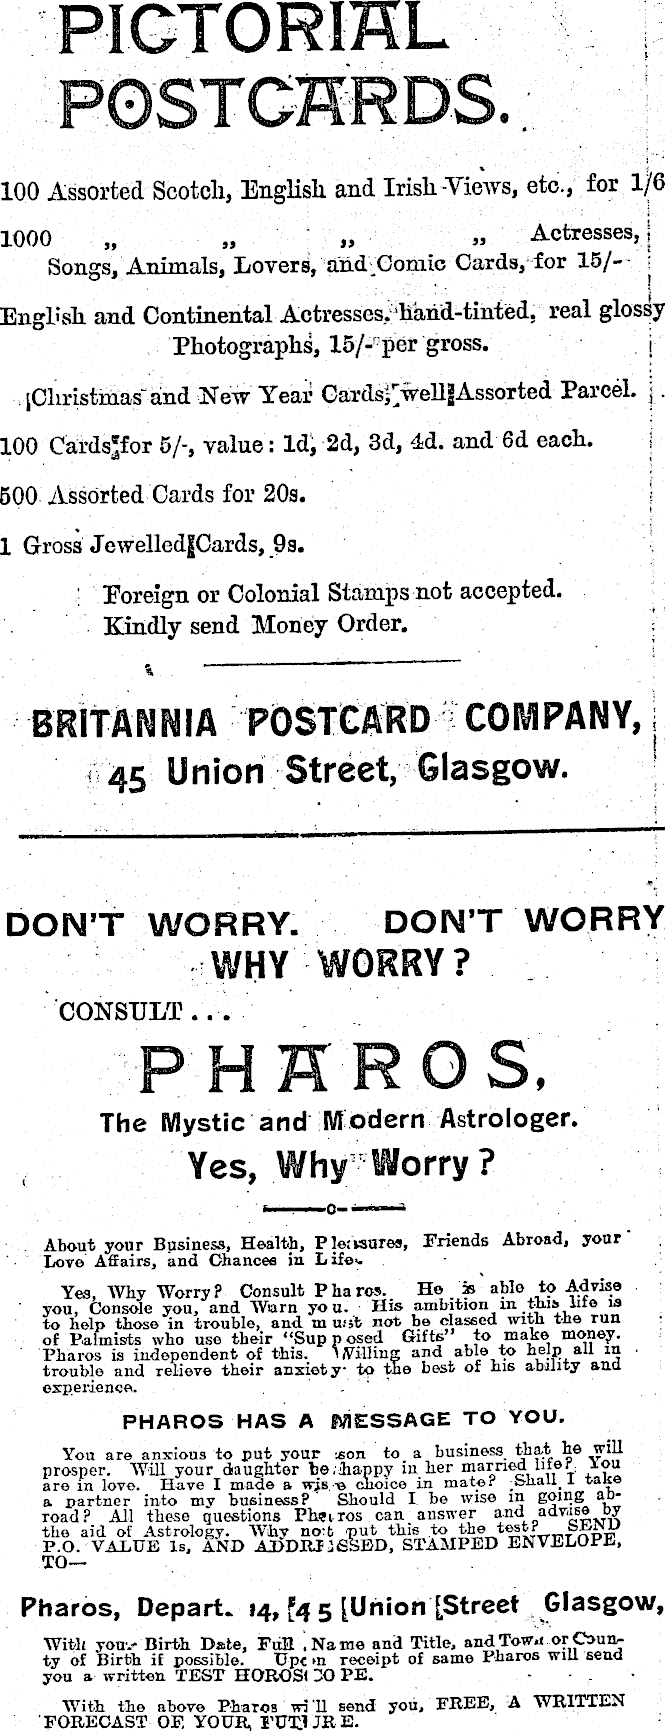 PICTORIAL
POSTCARDS.
100 Assorted Scotch, English and Irish Views, etc., for 1/6
1000 „ „ „ „ Actresses,
Songs, Animals, Lovers, and Comic Cards, for 15/-
English and Continental Actresses, hand-tinted, real glossy
Photographs, 15/- per gross.
Christmas and New Year Cards, well Assorted Parcel.
100 Cards for 5/-, value: 1d, 2d, 3d, 4d. and 6d each.
500 Assorted Cards for 20s.
1 Gross Jewelled Cards, 9s.
Foreign or Colonial Stamps not accepted.
Kindly send Money Order.
BRITANNIA POSTCARD COMPANY,
45 Union Street, Glasgow.
DON'T WORRY. DON'T WORRY
WHY WORRY?
CONSULT...
PHAROS,
The Mystic and Modern Astrologer.
Yes, Why Worry?
About your Business, Health, Pleasures, Friends Abroad, your
Love Affairs, and Chances in Life.
Yes, Why Worry? Consult Pharos. He is able to Advise
you, Console you, and Warn you. His ambition in this life is
to help those in trouble, and must not be classed with the run
of Palmists who use their "Supposed Gifts" to make money.
Pharos is independent of this. Willing and able to help all in
trouble and relieve their anxiety to the best of his ability and
experience.
PHAROS HAS A MESSAGE TO YOU.
You are anxious to put your son to a business that he will
prosper. Will your daughter be happy in her married life? You
are in love. Have I made a wise choice in mate? Shall I take
a partner into my business? Should I be wise in going ab-
road? All these questions Pharos can answer and advise by
the aid of Astrology. Why not put this to the test? SEND
P.O. VALUE 1s, AND ADDRESSED, STAMPED ENVELOPE,
TO—
Pharos, Depart. 14, 45 Union Street Glasgow,
With your Birth Date, Full Name and Title, and Town or Coun-
ty of Birth if possible. Upon receipt of same Pharos will send
you a written TEST HOROSCOPE.
With the above Pharos will send you, FREE, A WRITTEN
FORECAST OF YOUR FUTURE.